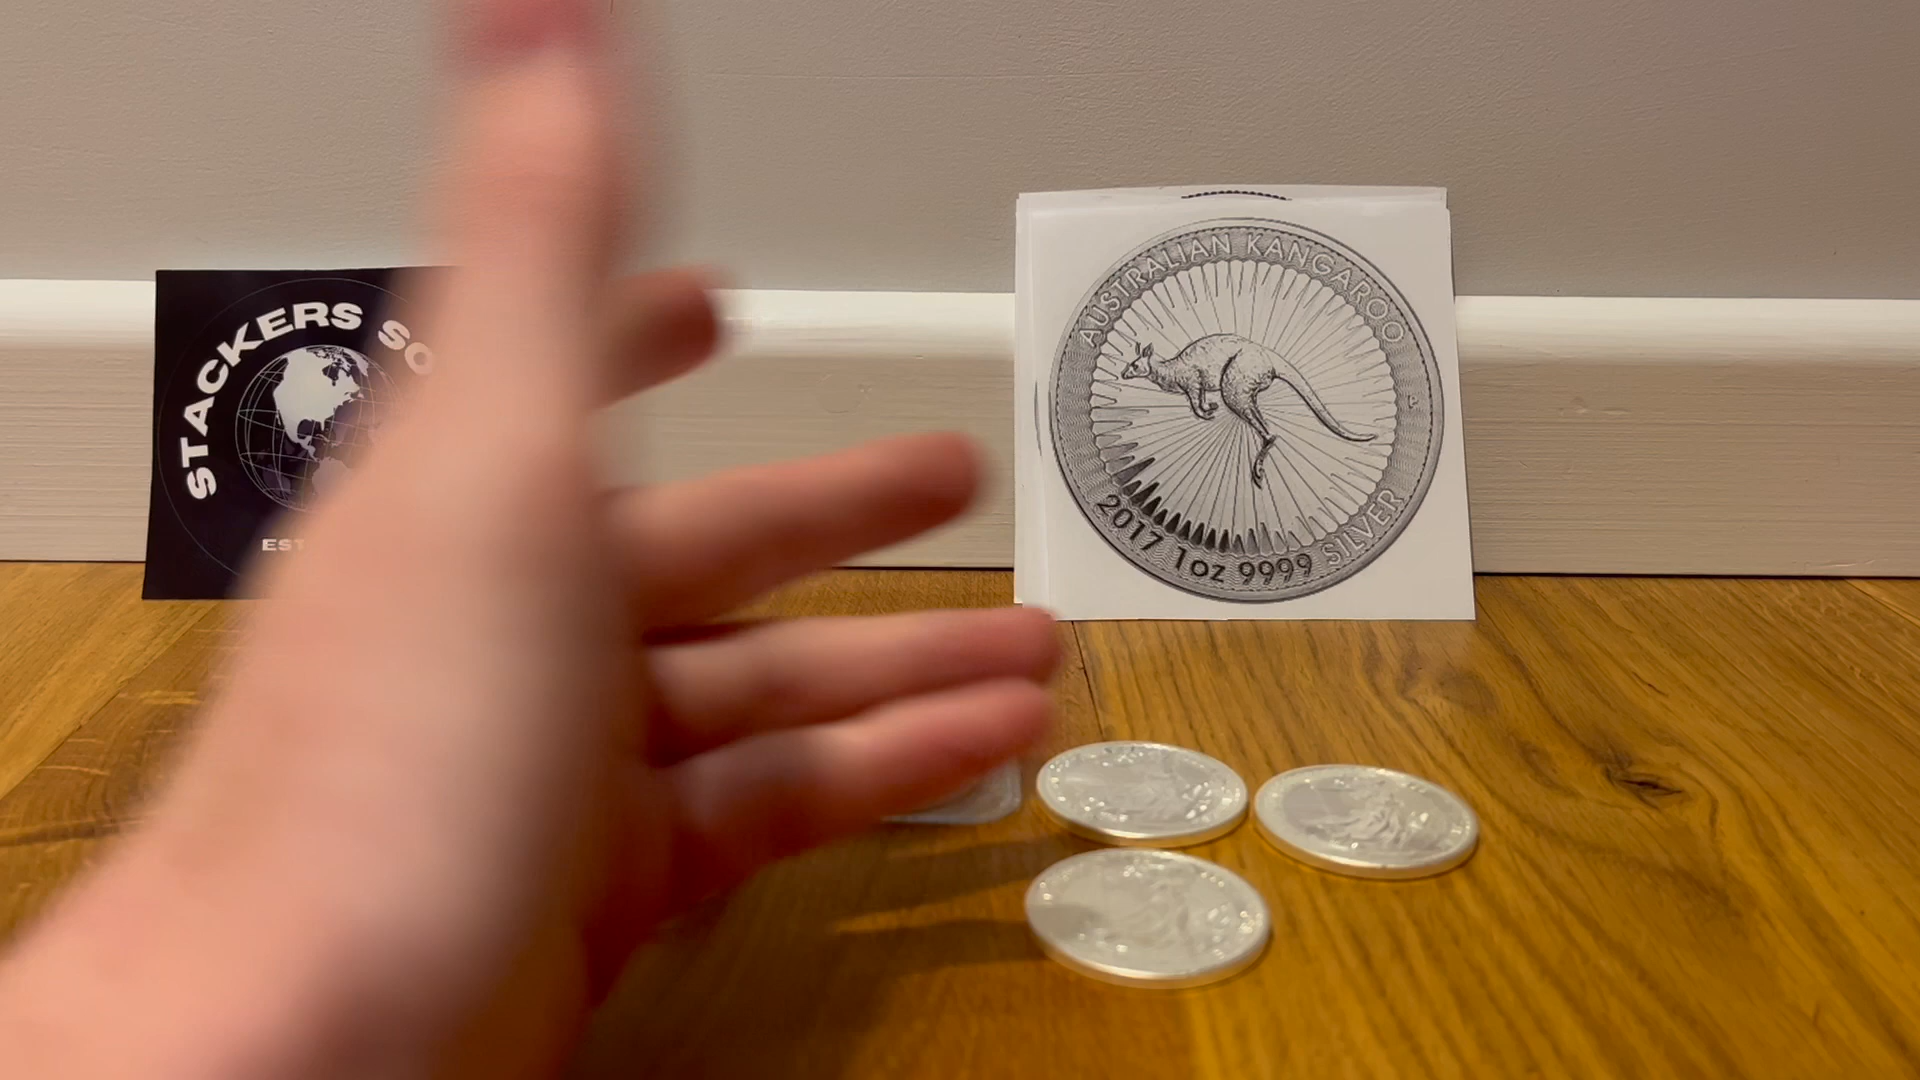 STACKERS SO
EST
AUSTRALIAN KANGAROO
2017 1oz 9999 SILVER
P